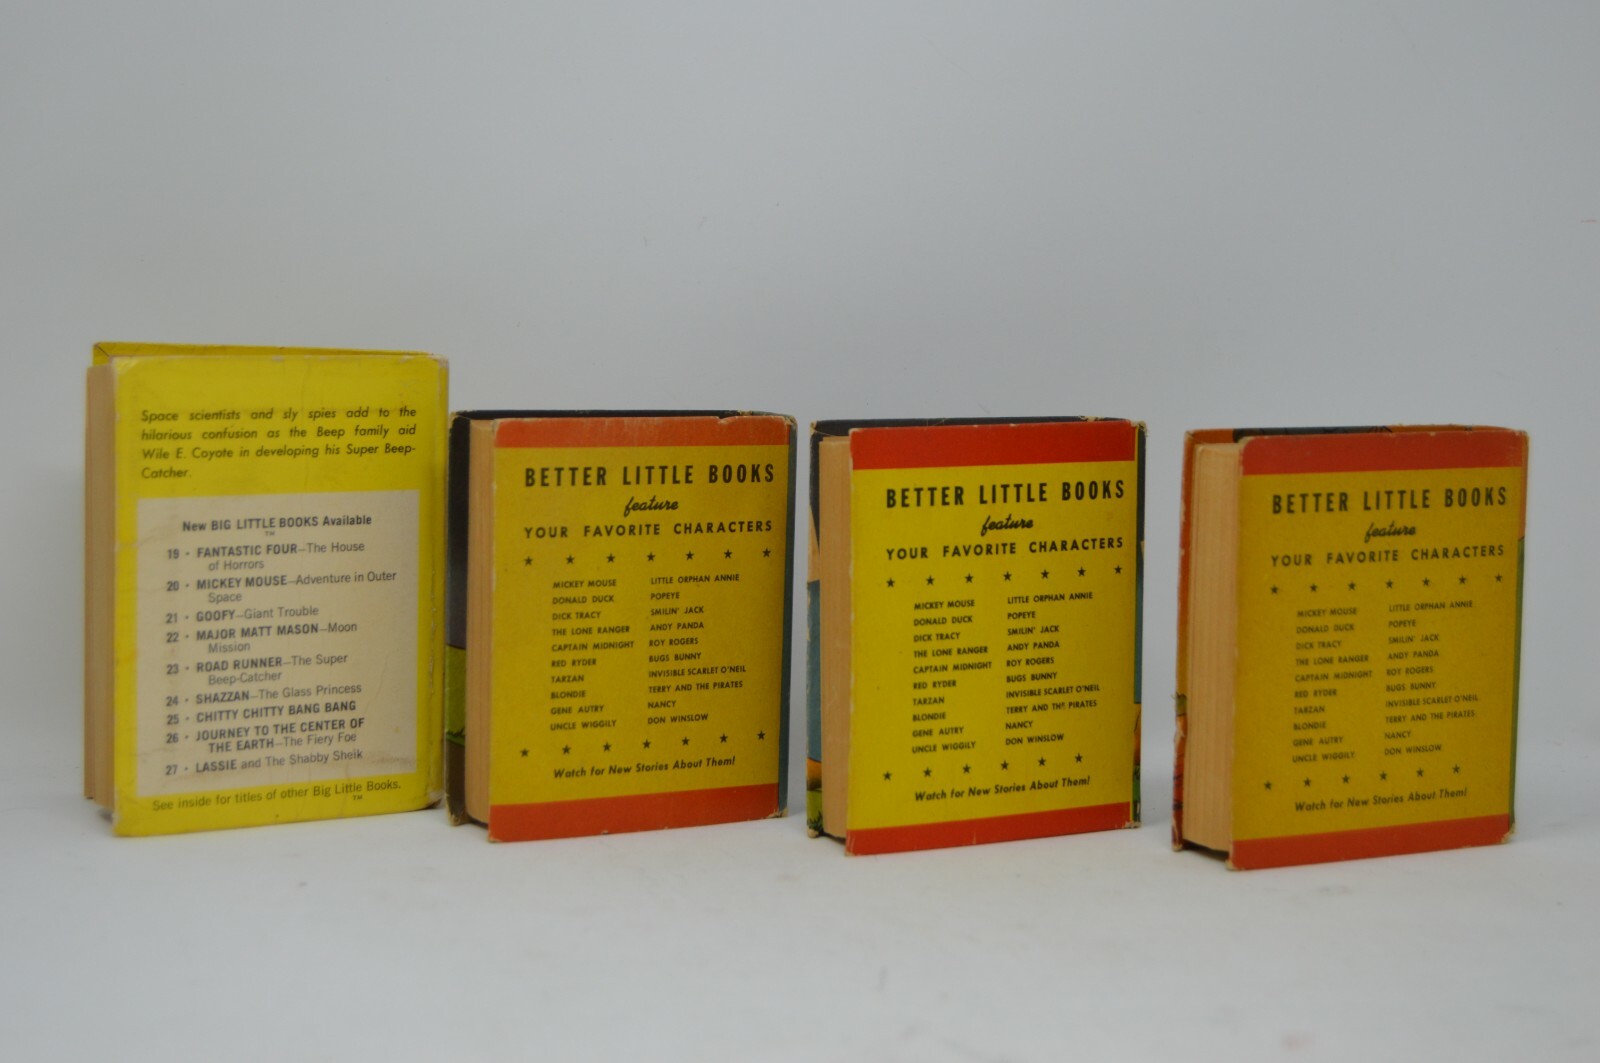 Space scientists and sly spies add to the
hilarious confusion as the Beep family aid
Wile E. Coyote in developing his Super Beep-
Catcher.
New BIG LITTLE BOOKS Available
TM
19 • FANTASTIC FOUR—The House
of Horrors
20 • MICKEY MOUSE—Adventure in Outer
Space
21 • GOOFY—Giant Trouble
22 • MAJOR MATT MASON—Moon
Mission
23 • ROAD RUNNER—The Super
Beep-Catcher
24 • SHAZZAN—The Glass Princess
25 • CHITTY CHITTY BANG BANG
26 • JOURNEY TO THE CENTER OF
THE EARTH—The Fiery Foe
27 • LASSIE and The Shabby Sheik
See inside for titles of other Big Little Books.
TM
BETTER LITTLE BOOKS
feature
YOUR FAVORITE CHARACTERS
MICKEY MOUSE
DONALD DUCK
DICK TRACY
THE LONE RANGER
CAPTAIN MIDNIGHT
RED RYDER
TARZAN
BLONDIE
GENE AUTRY
UNCLE WIGGILY
LITTLE ORPHAN ANNIE
POPEYE
SMILIN' JACK
ANDY PANDA
ROY ROGERS
BUGS BUNNY
INVISIBLE SCARLET O'NEIL
TERRY AND THE PIRATES
NANCY
DON WINSLOW
Watch for New Stories About Them!
BETTER LITTLE BOOKS
feature
YOUR FAVORITE CHARACTERS
MICKEY MOUSE
DONALD DUCK
DICK TRACY
THE LONE RANGER
CAPTAIN MIDNIGHT
RED RYDER
TARZAN
BLONDIE
GENE AUTRY
UNCLE WIGGILY
LITTLE ORPHAN ANNIE
POPEYE
SMILIN' JACK
ANDY PANDA
ROY ROGERS
BUGS BUNNY
INVISIBLE SCARLET O'NEIL
TERRY AND THE PIRATES
NANCY
DON WINSLOW
Watch for New Stories About Them!
BETTER LITTLE BOOKS
feature
YOUR FAVORITE CHARACTERS
MICKEY MOUSE
DONALD DUCK
DICK TRACY
THE LONE RANGER
CAPTAIN MIDNIGHT
RED RYDER
TARZAN
BLONDIE
GENE AUTRY
UNCLE WIGGILY
LITTLE ORPHAN ANNIE
POPEYE
SMILIN' JACK
ANDY PANDA
ROY ROGERS
BUGS BUNNY
INVISIBLE SCARLET O'NEIL
TERRY AND THE PIRATES
NANCY
DON WINSLOW
Watch for New Stories About Them!